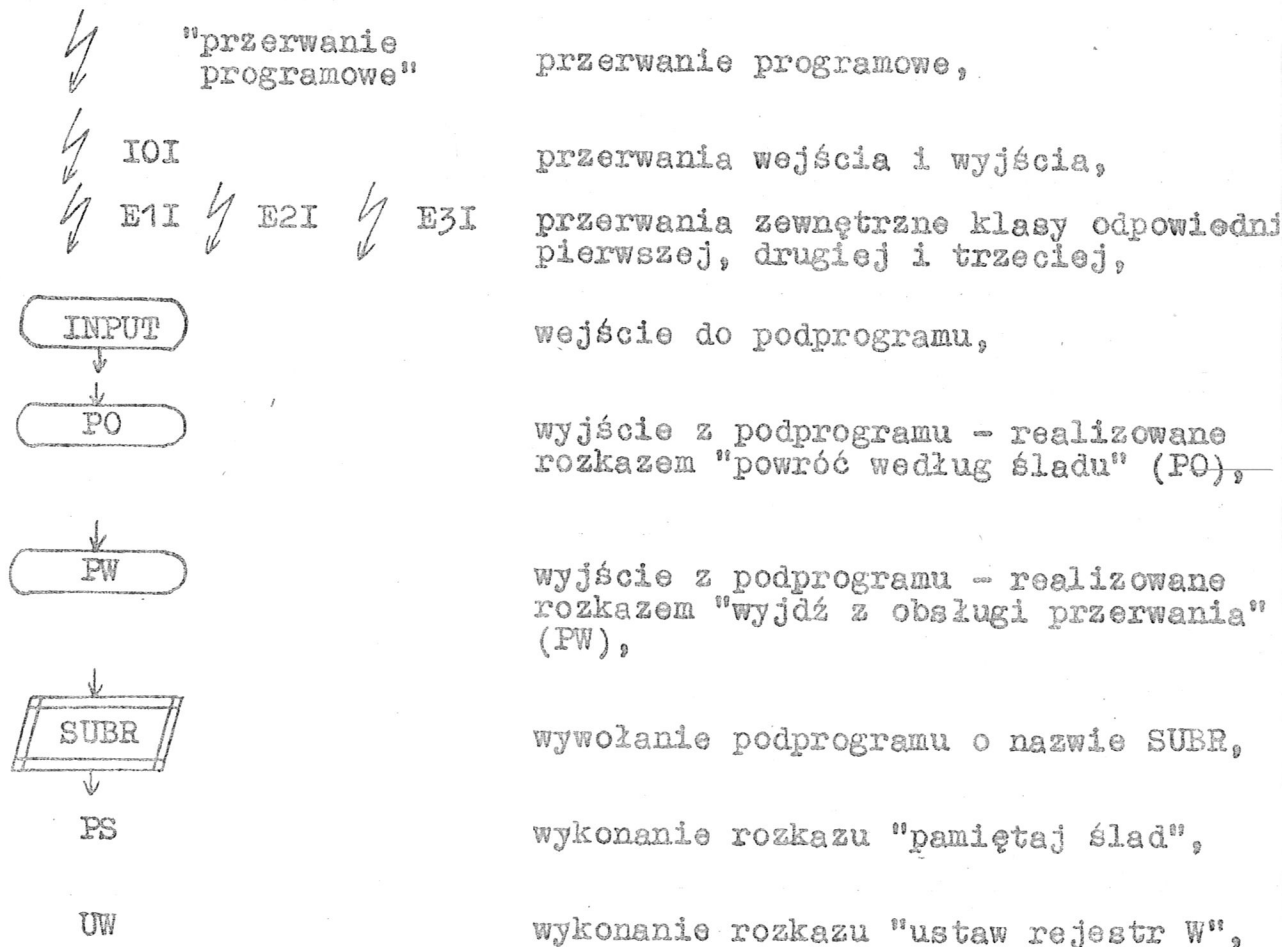 "przerwanie
programowe" przerwanie programowe,
IOI przerwania wejścia i wyjścia,
E1I E2I E3I przerwania zewnętrzne klasy odpowiedni
pierwszej, drugiej i trzeciej,
INPUT wejście do podprogramu,
PO wyjście z podprogramu - realizowane
rozkazem "powróć według śladu" (PO),
PW wyjście z podprogramu - realizowane
rozkazem "wyjdź z obsługi przerwania"
(PW),
SUBR wywołanie podprogramu o nazwie SUBR,
PS wykonanie rozkazu "pamiętaj ślad",
UW wykonanie rozkazu "ustaw rejestr W",